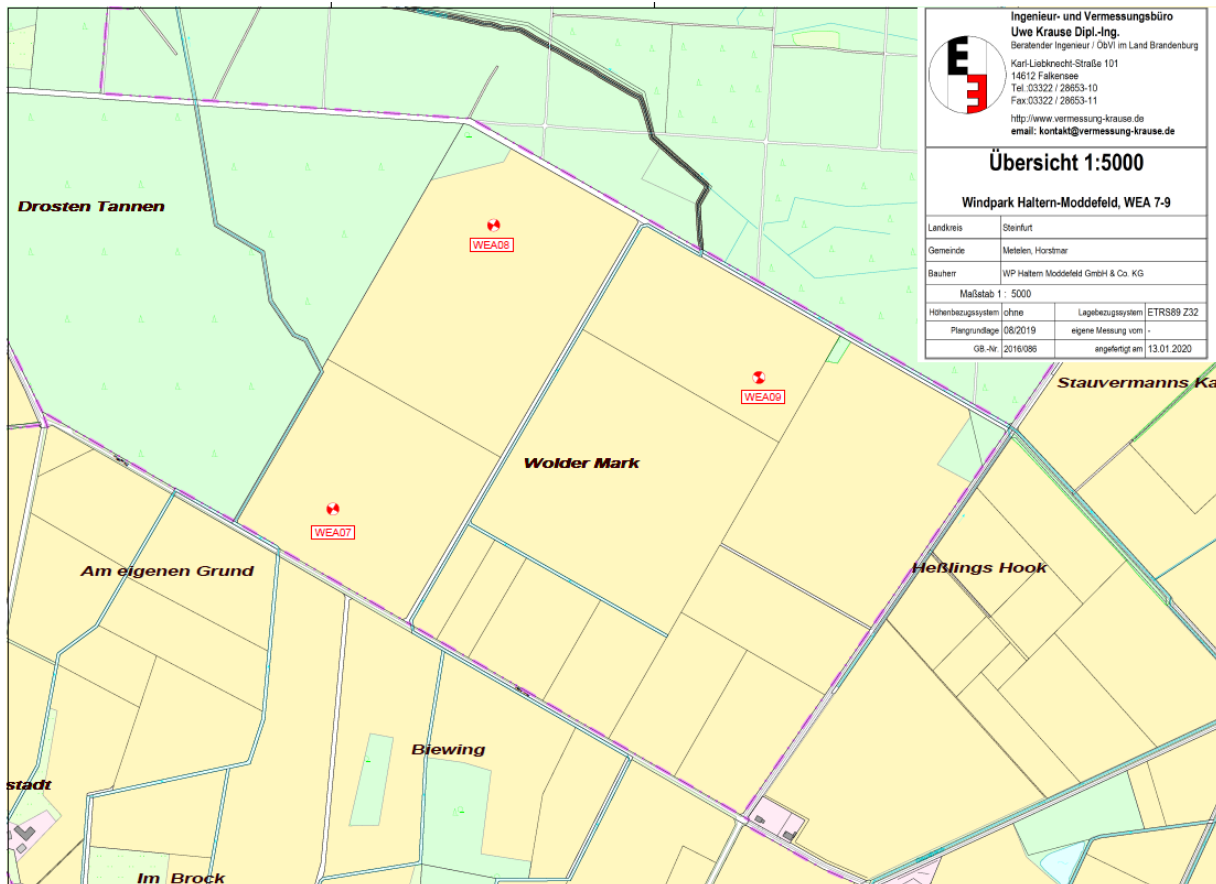 Ingenieur- und Vermessungsbüro
Uwe Krause Dipl.-Ing.
Beratender Ingenieur / ÖbVI im Land Brandenburg
Karl-Liebknecht-Straße 101
14612 Falkensee
Tel.:03322 / 28653-10
Fax:03322 / 28653-11
http://www.vermessung-krause.de
email: kontakt@vermessung-krause.de
Übersicht 1:5000
Windpark Haltern-Moddefeld, WEA 7-9
Landkreis Steinfurt
Gemeinde Metelen, Horstmar
Bauherr WP Haltern Moddefeld GmbH & Co. KG
Maßstab 1 : 5000
Höhenbezugssystem ohne Lagebezugssystem ETRS89 Z32
Plangrundlage 08/2019 eigene Messung vom -
GB.-Nr. 2016/086 angefertigt am 13.01.2020
Drosten Tannen
WEA08
Stauvermanns Ka
WEA09
Wolder Mark
WEA07
Am eigenen Grund
Heßlings Hook
Biewing
stadt
Im Brock